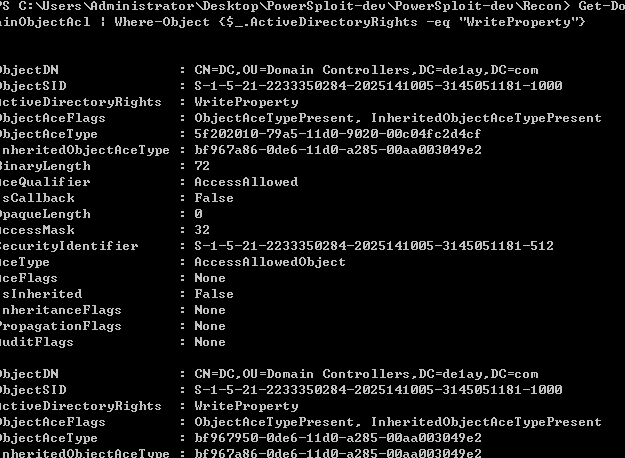 PS C:\Users\Administrator\Desktop\PowerSploit-dev\PowerSploit-dev\Recon> Get-Do
ainObjectAcl | Where-Object {$_.ActiveDirectoryRights -eq "WriteProperty"}
ObjectDN : CN=DC,OU=Domain Controllers,DC=de1ay,DC=com
ObjectSID : S-1-5-21-2233350284-2025141005-3145051181-1000
ActiveDirectoryRights : WriteProperty
ObjectAceFlags : ObjectAceTypePresent, InheritedObjectAceTypePresent
ObjectAceType : 5f202010-79a5-11d0-9020-00c04fc2d4cf
InheritedObjectAceType : bf967a86-0de6-11d0-a285-00aa003049e2
BinaryLength : 72
AceQualifier : AccessAllowed
IsCallback : False
OpaqueLength : 0
AccessMask : 32
SecurityIdentifier : S-1-5-21-2233350284-2025141005-3145051181-512
AceType : AccessAllowedObject
AceFlags : None
IsInherited : False
InheritanceFlags : None
PropagationFlags : None
AuditFlags : None
ObjectDN : CN=DC,OU=Domain Controllers,DC=de1ay,DC=com
ObjectSID : S-1-5-21-2233350284-2025141005-3145051181-1000
ActiveDirectoryRights : WriteProperty
ObjectAceFlags : ObjectAceTypePresent, InheritedObjectAceTypePresent
ObjectAceType : bf967950-0de6-11d0-a285-00aa003049e2
InheritedObjectAceType : bf967a86-0de6-11d0-a285-00aa003049e2